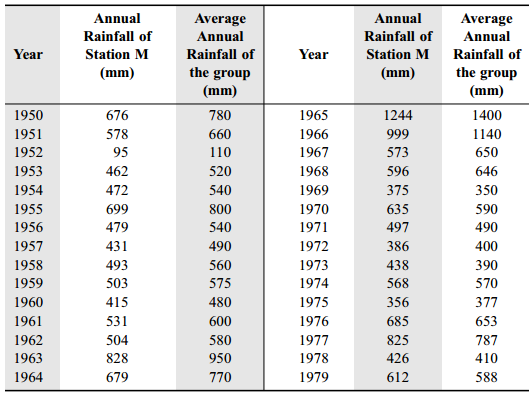 Annual Average Annual Average
Rainfall of Annual Rainfall of Annual
Year Station M Rainfall of Year Station M Rainfall of
(mm) the group (mm) the group
(mm) (mm)
1950 676 780 1965 1244 1400
1951 578 660 1966 999 1140
1952 95 110 1967 573 650
1953 462 520 1968 596 646
1954 472 540 1969 375 350
1955 699 800 1970 635 590
1956 479 540 1971 497 490
1957 431 490 1972 386 400
1958 493 560 1973 438 390
1959 503 575 1974 568 570
1960 415 480 1975 356 377
1961 531 600 1976 685 653
1962 504 580 1977 825 787
1963 828 950 1978 426 410
1964 679 770 1979 612 588